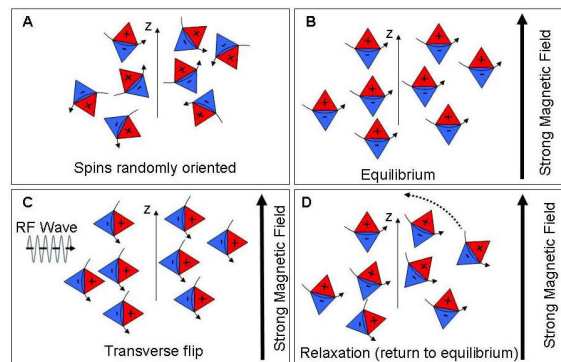 A
Z
Spins randomly oriented
B
Z
Equilibrium
Strong Magnetic Field
C
RF Wave
Z
Transverse flip
Strong Magnetic Field
D
Z
Relaxation (return to equilibrium)
Strong Magnetic Field